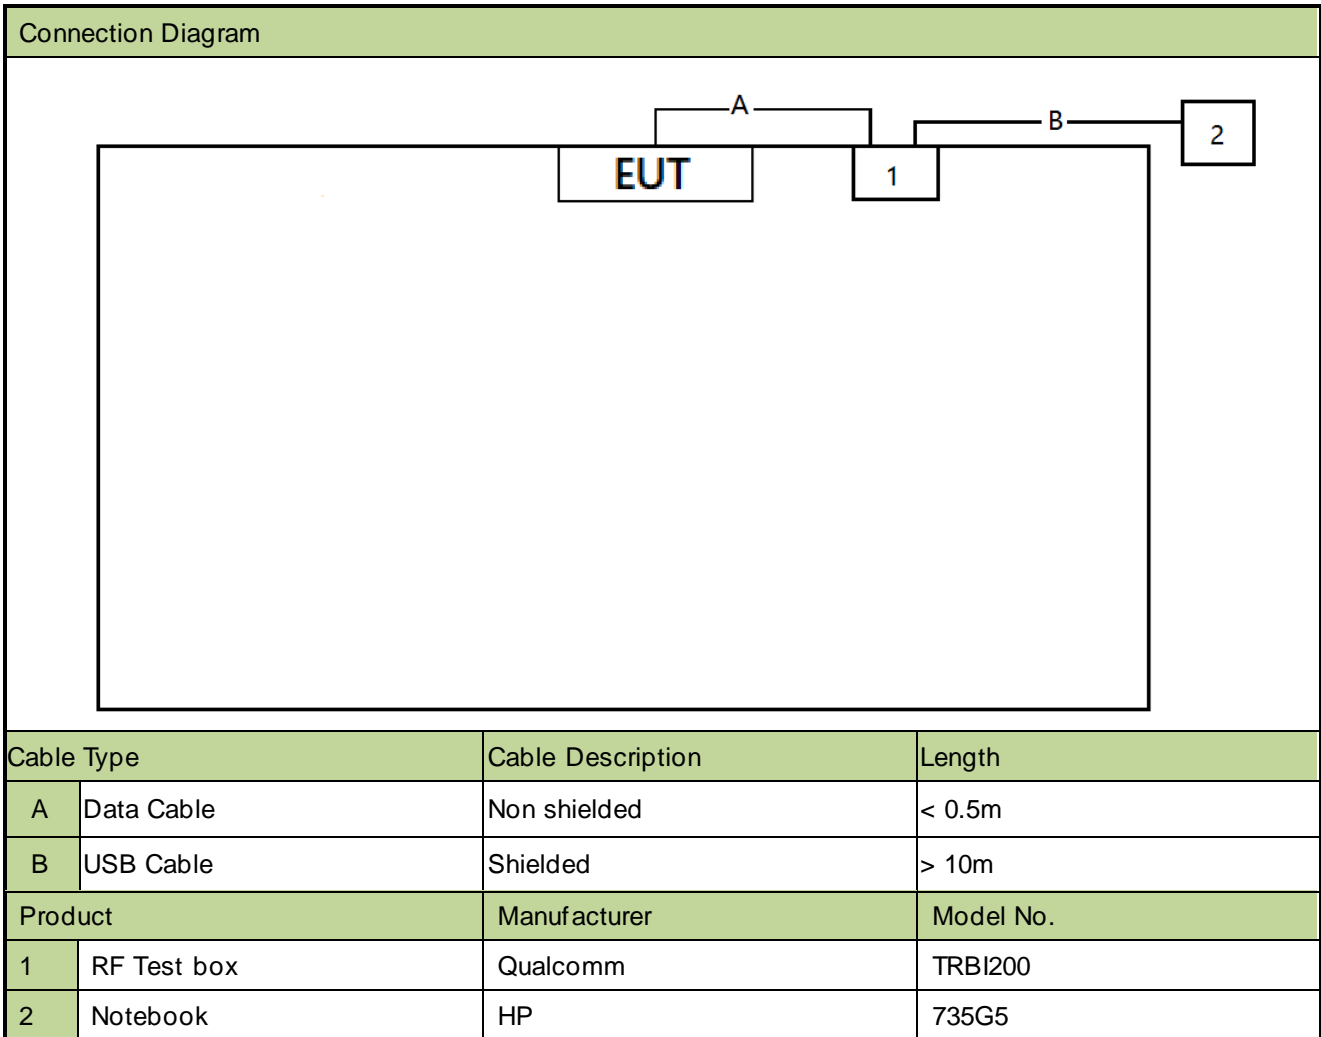 Connection Diagram
A
B
2
EUT
1
Cable Type Cable Description Length
A Data Cable Non shielded < 0.5m
B USB Cable Shielded > 10m
Product Manufacturer Model No.
1 RF Test box Qualcomm TRBI200
2 Notebook HP 735G5